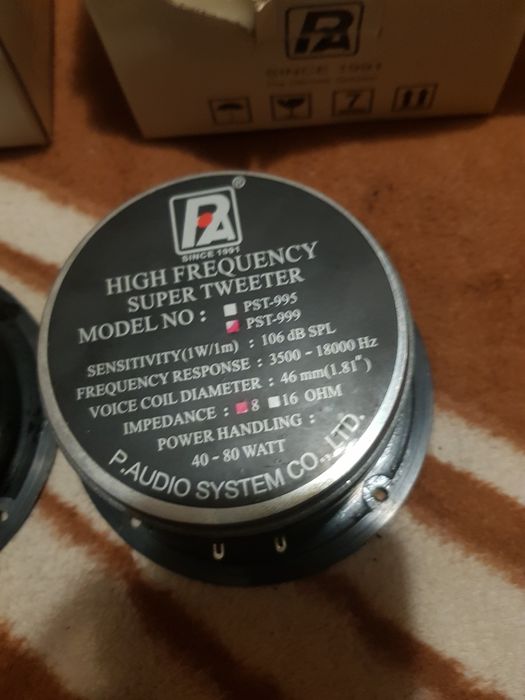 PA
SINCE 1991
7
PA ®
SINCE 1991
HIGH FREQUENCY
SUPER TWEETER
MODEL NO : PST-995
PST-999
SENSITIVITY(1W/1m) : 106 dB SPL
FREQUENCY RESPONSE : 3500 ~ 18000 Hz
VOICE COIL DIAMETER : 46 mm(1.81")
IMPEDANCE : 8 16 OHM
POWER HANDLING :
40 - 80 WATT
P.AUDIO SYSTEM CO.,LTD.